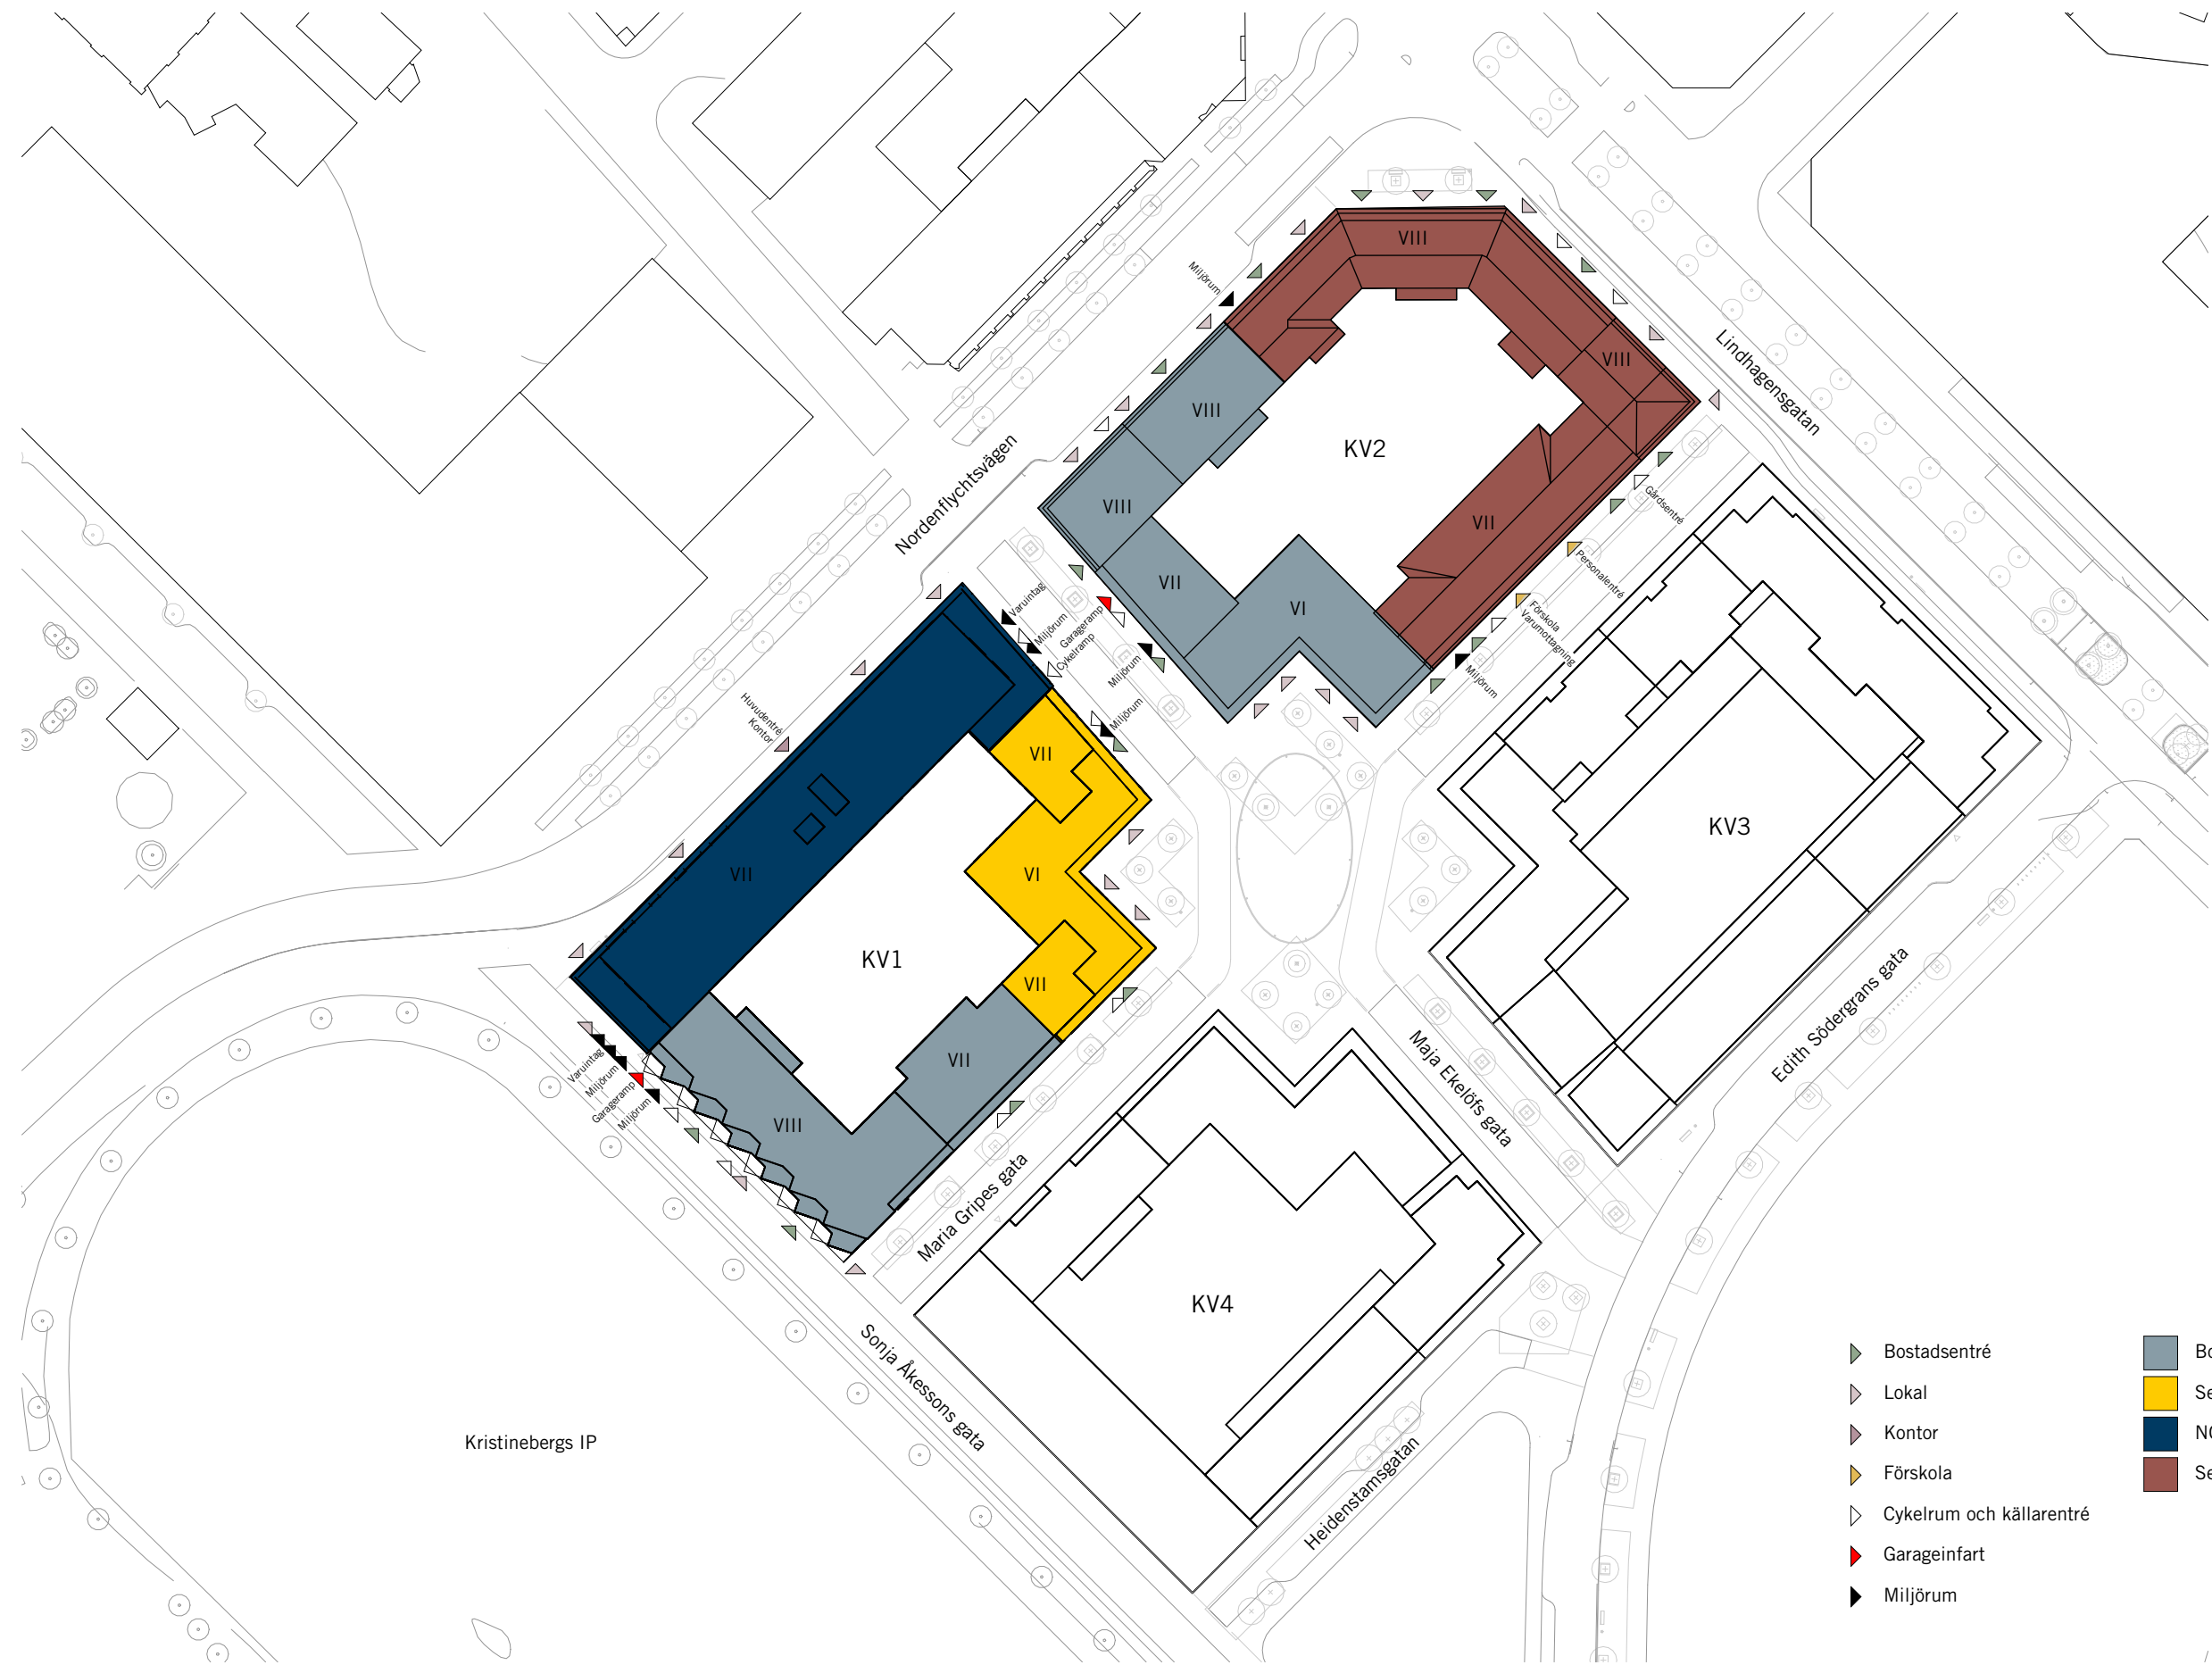 VIII
Miljörum
VIII
Lindhagensgatan
VIII
KV2
Nordenflychtsvägen
VIII
VII
Gårdsentré
VII
Personalentré
VI
Förskola
Varumottagning
Miljörum
Varuintag
Miljörum
Garageramp
Cykelramp
Miljörum
Miljörum
Huvudentré
Kontor
VII
VII
VI
KV3
KV1
VII
VII
VIII
Varuintag
Miljörum
Garageramp
Miljörum
Edith Södergrans gata
Maja Ekelöfs gata
Maria Gripes gata
KV4
Sonja Åkessons gata
Kristinebergs IP
Heidenstamsgatan
Bostadsentré
Lokal
Kontor
Förskola
Cykelrum och källarentré
Garageinfart
Miljörum